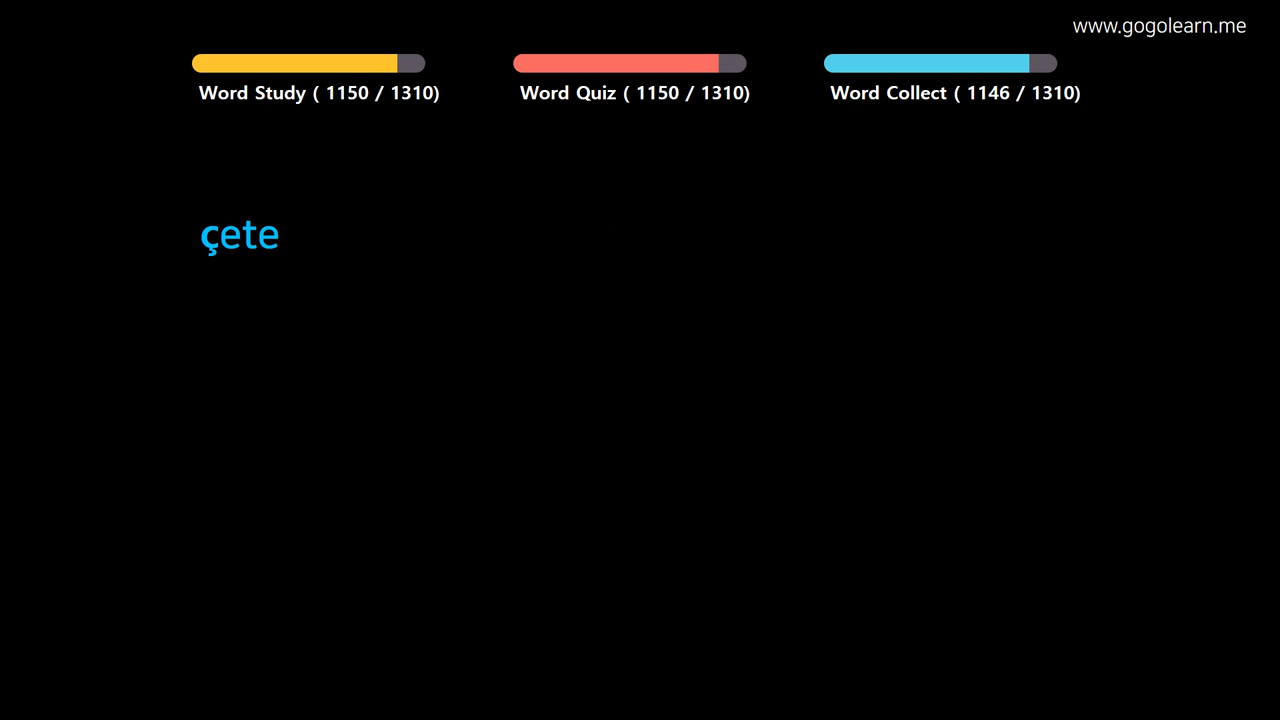 www.gogolearn.me
Word Study ( 1150 / 1310)
Word Quiz ( 1150 / 1310)
Word Collect ( 1146 / 1310)
çete